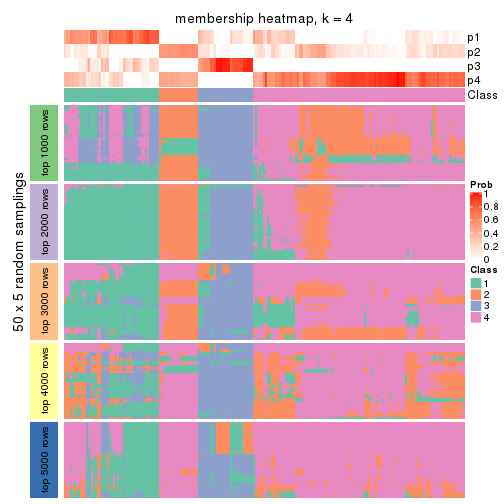 membership heatmap, k = 4
p1
p2
p3
p4
Class
50 x 5 random samplings
top 1000 rows
top 2000 rows
top 3000 rows
top 4000 rows
top 5000 rows
Prob
1
0.8
0.6
0.4
0.2
0
Class
1
2
3
4